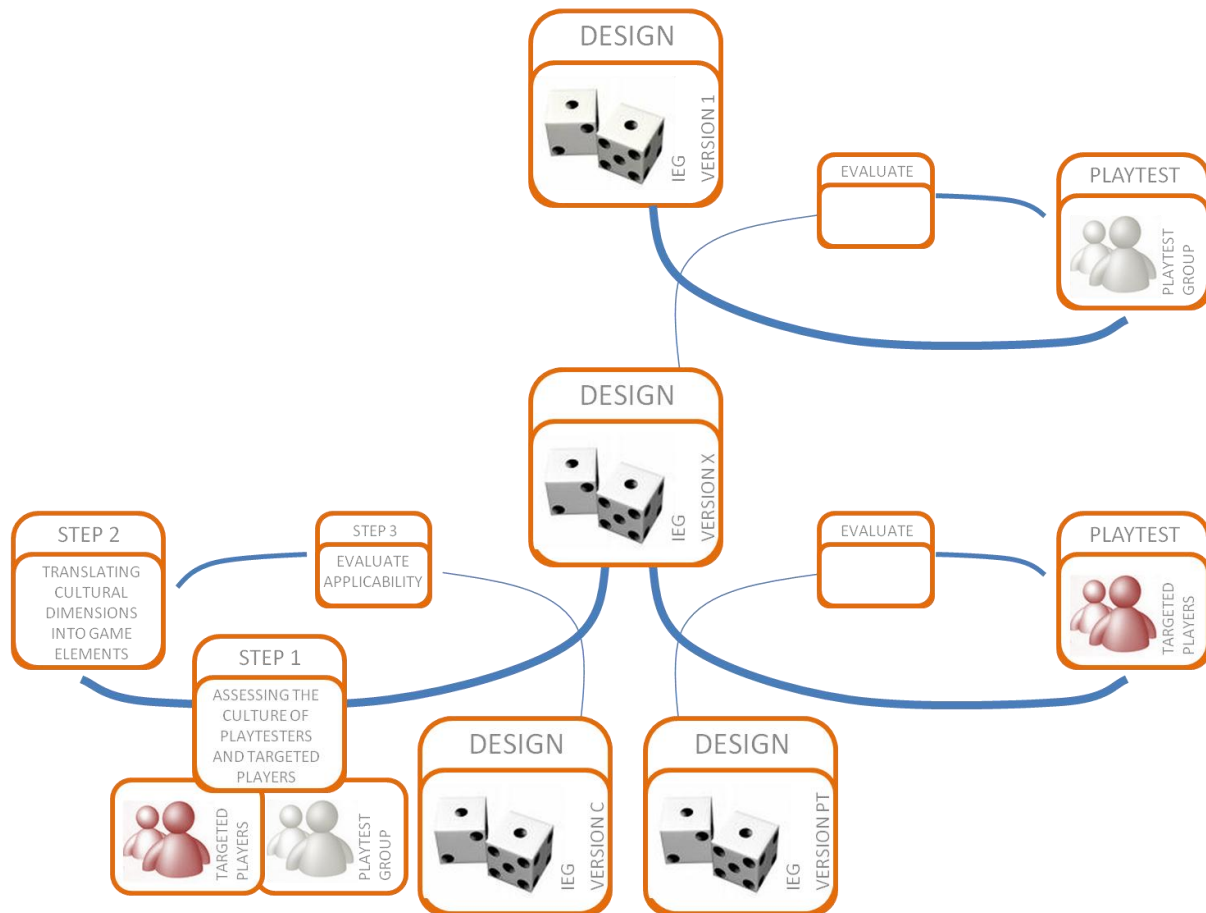 DESIGN
IEG
VERSION 1
EVALUATE
PLAYTEST
PLAYTEST
GROUP
DESIGN
IEG
VERSION X
STEP 2
TRANSLATING
CULTURAL
DIMENSIONS
INTO GAME
ELEMENTS
STEP 3
EVALUATE
APPLICABILITY
EVALUATE
PLAYTEST
TARGETED
PLAYERS
STEP 1
ASSESSING THE
CULTURE OF
PLAYTESTERS
AND TARGETED
PLAYERS
TARGETED
PLAYERS
PLAYTEST
GROUP
DESIGN
IEG
VERSION C
DESIGN
IEG
VERSION PT